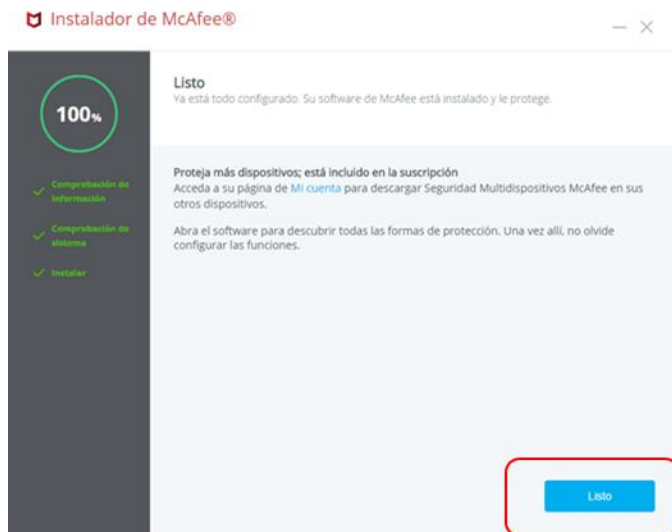 Instalador de McAfee®
100%
Comprobación de
información
Comprobación de
sistema
Instalar
Listo
Ya está todo configurado. Su software de McAfee está instalado y le protege.
Proteja más dispositivos; está incluido en la suscripción
Acceda a su página de Mi cuenta para descargar Seguridad Multidispositivos McAfee en sus
otros dispositivos.
Abra el software para descubrir todas las formas de protección. Una vez allí, no olvide
configurar las funciones.
Listo